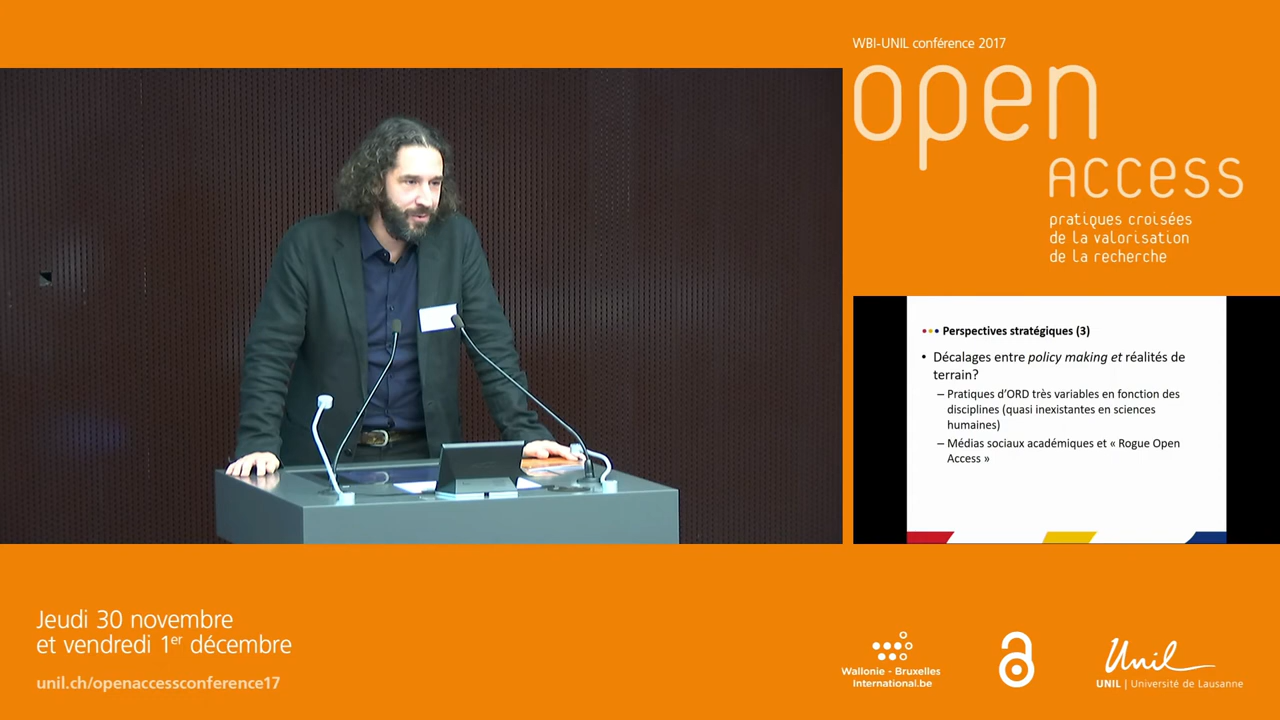 WBI-UNIL conférence 2017
open
access
pratiques croisées
de la valorisation
de la recherche
Perspectives stratégiques (3)
• Décalages entre policy making et réalités de
terrain?
– Pratiques d'ORD très variables en fonction des
disciplines (quasi inexistantes en sciences
humaines)
– Médias sociaux académiques et « Rogue Open
Access »
Jeudi 30 novembre
et vendredi 1er décembre
unil.ch/openaccessconference17
Wallonie - Bruxelles
International.be
Unil
UNIL | Université de Lausanne